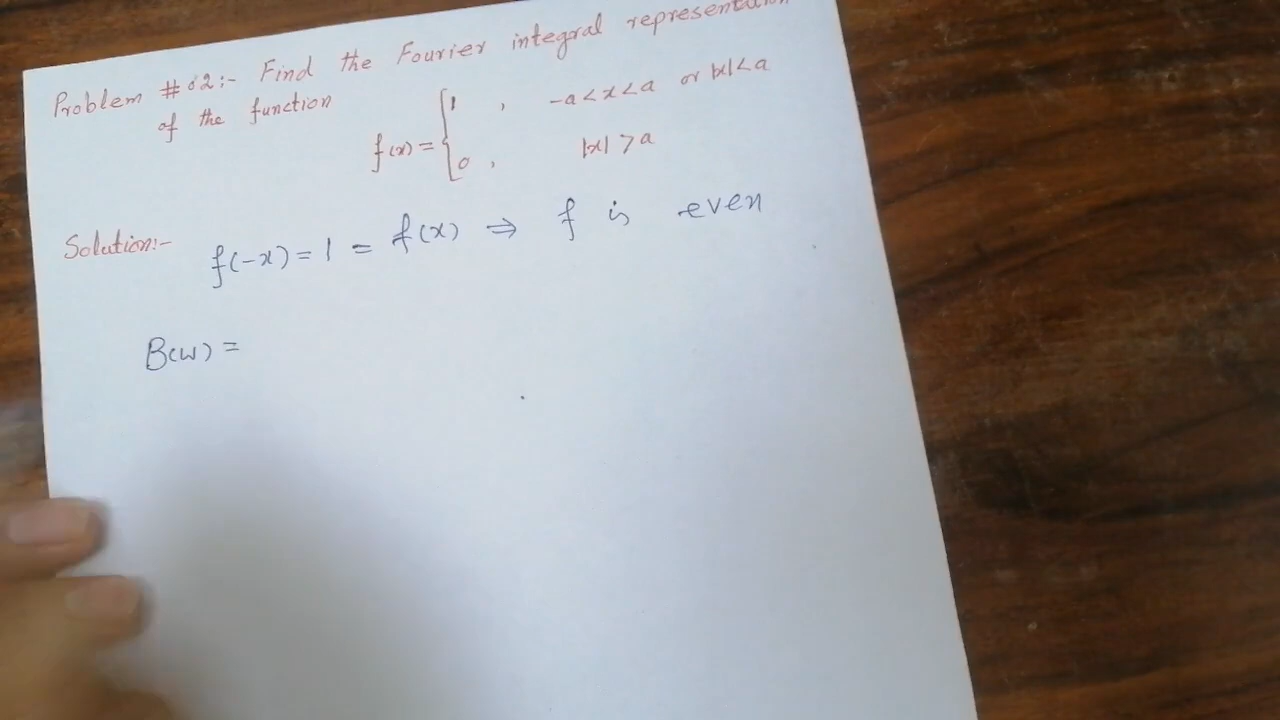 Problem #02:- Find the Fourier integral representation
of the function
f(x) = { 1 , -a<x<a or |x|<a
0 , |x|>a
Solution:-
f(-x) = 1 = f(x) ⇒ f is even
B(w) =